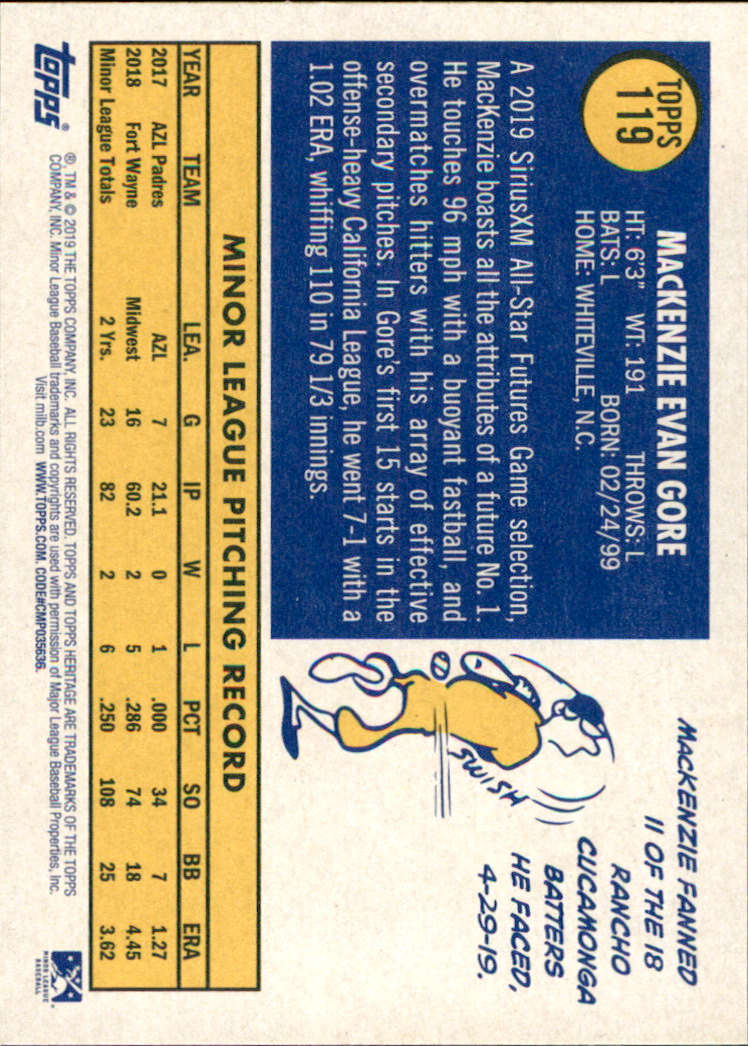 TOPPS
119
MACKENZIE EVAN GORE
HT: 6'3" WT: 191 THROWS: L
BATS: L BORN: 02/24/99
HOME: WHITEVILLE, N.C.
A 2019 SiriusXM All-Star Futures Game selection,
MacKenzie boasts all the attributes of a future No. 1.
He touches 96 mph with a buoyant fastball, and
overmatches hitters with his array of effective
secondary pitches. In Gore's first 15 starts in the
offense-heavy California League, he went 7-1 with a
1.02 ERA, whiffing 110 in 79 1/3 innings.
MACKENZIE FANNED
11 OF THE 18
RANCHO
CUCAMONGA
BATTERS
HE FACED,
4-29-19.
SWISH
MINOR LEAGUE PITCHING RECORD
YEAR TEAM LEA. G IP W L PCT SO BB ERA
2017 AZL Padres AZL 7 21.1 0 1 .000 34 7 1.27
2018 Fort Wayne Midwest 16 60.2 2 5 .286 74 18 4.45
Minor League Totals 2 Yrs. 23 82 2 6 .250 108 25 3.62
topps®
®, TM & © 2019 THE TOPPS COMPANY, INC. ALL RIGHTS RESERVED. TOPPS AND TOPPS HERITAGE ARE TRADEMARKS OF THE TOPPS
COMPANY, INC. Minor League Baseball trademarks and copyrights are used with permission of Major League Baseball Properties, Inc.
Visit milb.com WWW.TOPPS.COM. CODE#CMP035636.
MINOR LEAGUE
BASEBALL